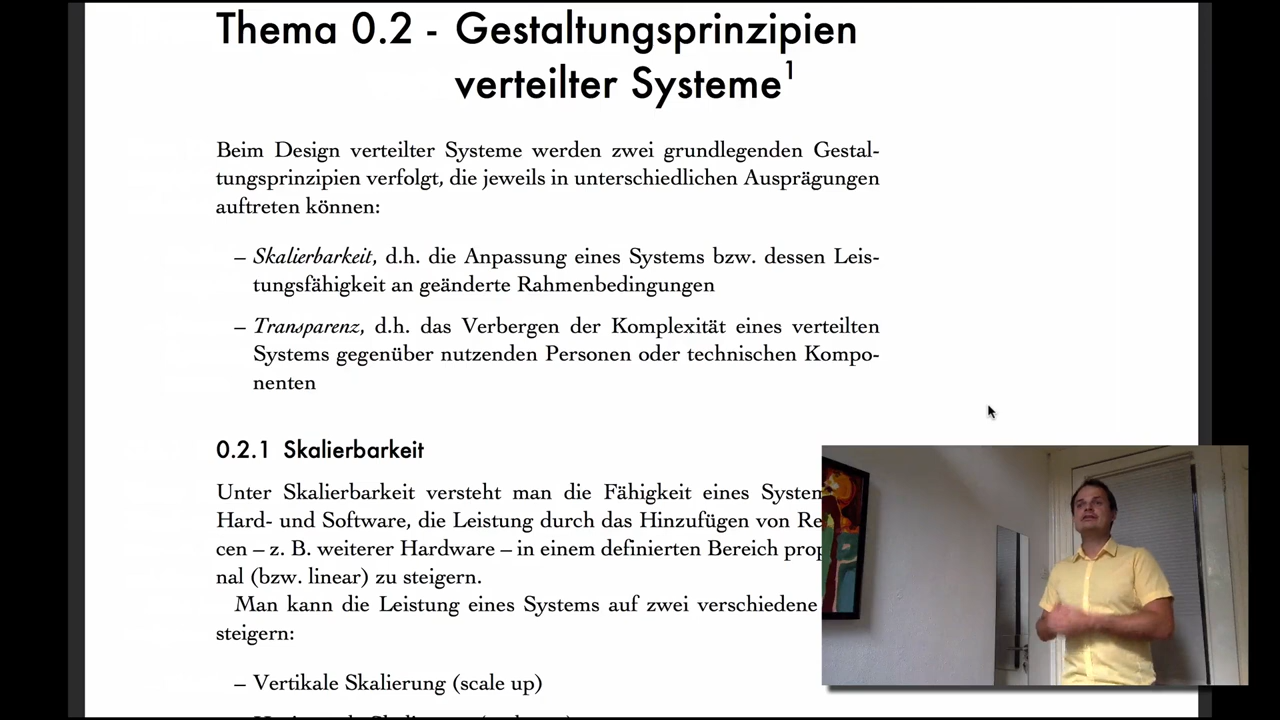 Thema 0.2 - Gestaltungsprinzipien
verteilter Systeme1
Beim Design verteilter Systeme werden zwei grundlegenden Gestal-
tungsprinzipien verfolgt, die jeweils in unterschiedlichen Ausprägungen
auftreten können:
– Skalierbarkeit, d.h. die Anpassung eines Systems bzw. dessen Leis-
tungsfähigkeit an geänderte Rahmenbedingungen
– Transparenz, d.h. das Verbergen der Komplexität eines verteilten
Systems gegenüber nutzenden Personen oder technischen Kompo-
nenten
0.2.1 Skalierbarkeit
Unter Skalierbarkeit versteht man die Fähigkeit eines System
Hard- und Software, die Leistung durch das Hinzufügen von Re
cen – z. B. weiterer Hardware – in einem definierten Bereich prop
nal (bzw. linear) zu steigern.
Man kann die Leistung eines Systems auf zwei verschiedene
steigern:
– Vertikale Skalierung (scale up)